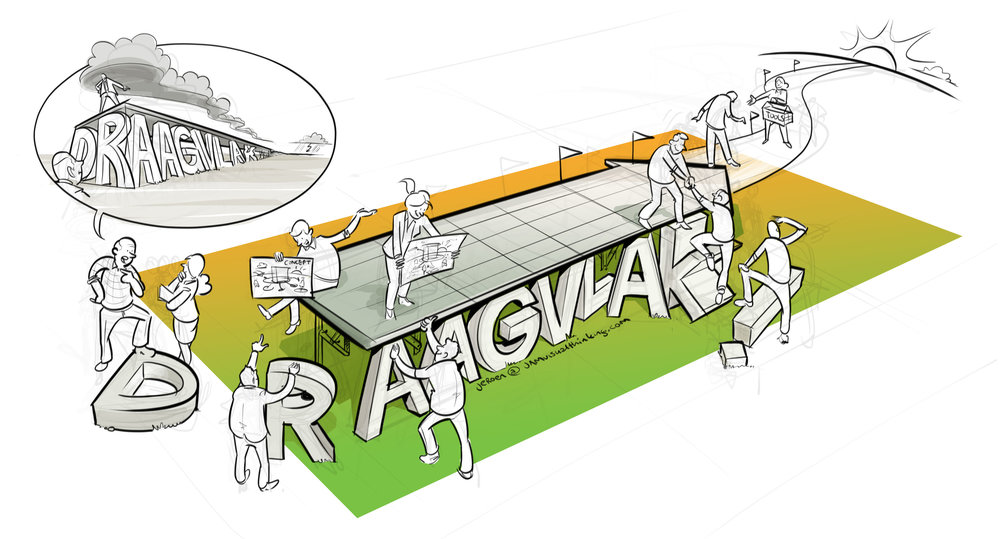 DRAAGVLAK
TOOLS
CONCEPT
DRAAGVLAK
JEROEN @ JAMVISUALTHINKING.COM